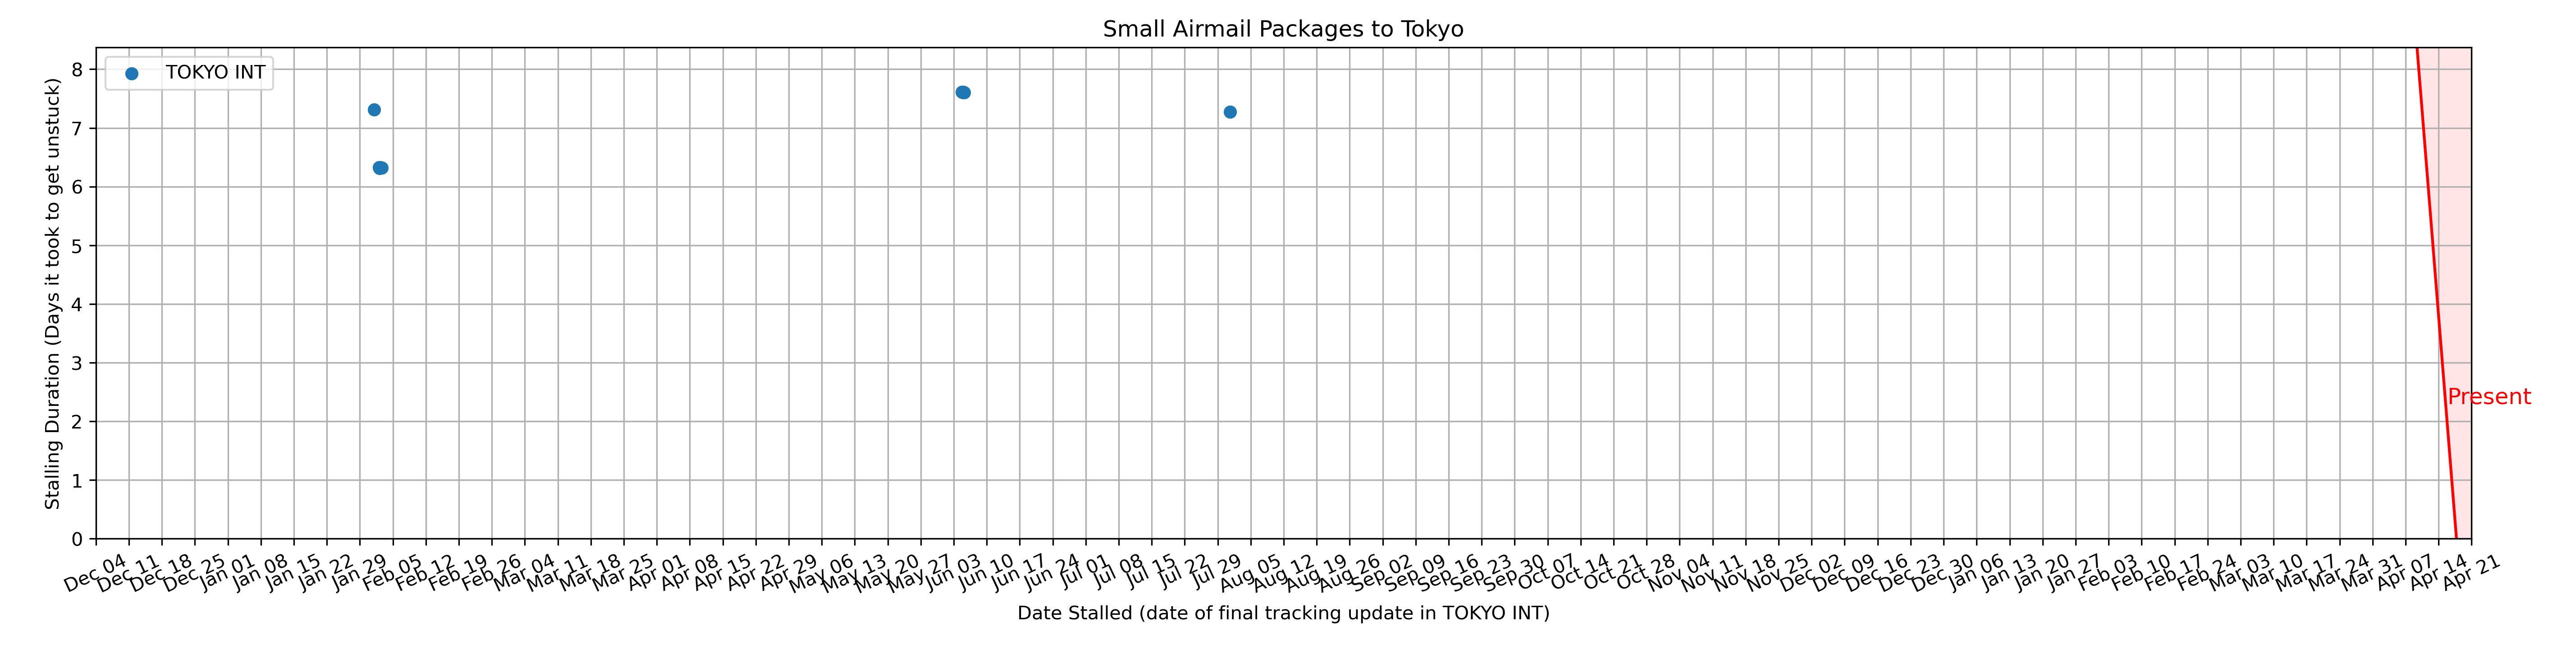 Small Airmail Packages to Tokyo
TOKYO INT
Stalling Duration (Days it took to get unstuck)
8
7
6
5
4
3
2
1
0
Present
Dec 04
Dec 11
Dec 18
Dec 25
Jan 01
Jan 08
Jan 15
Jan 22
Jan 29
Feb 05
Feb 12
Feb 19
Feb 26
Mar 04
Mar 11
Mar 18
Mar 25
Apr 01
Apr 08
Apr 15
Apr 22
Apr 29
May 06
May 13
May 20
May 27
Jun 03
Jun 10
Jun 17
Jun 24
Jul 01
Jul 08
Jul 15
Jul 22
Jul 29
Aug 05
Aug 12
Aug 19
Aug 26
Sep 02
Sep 09
Sep 16
Sep 23
Sep 30
Oct 07
Oct 14
Oct 21
Oct 28
Nov 04
Nov 11
Nov 18
Nov 25
Dec 02
Dec 09
Dec 16
Dec 23
Dec 30
Jan 06
Jan 13
Jan 20
Jan 27
Feb 03
Feb 10
Feb 17
Feb 24
Mar 03
Mar 10
Mar 17
Mar 24
Mar 31
Apr 07
Apr 14
Apr 21
Date Stalled (date of final tracking update in TOKYO INT)